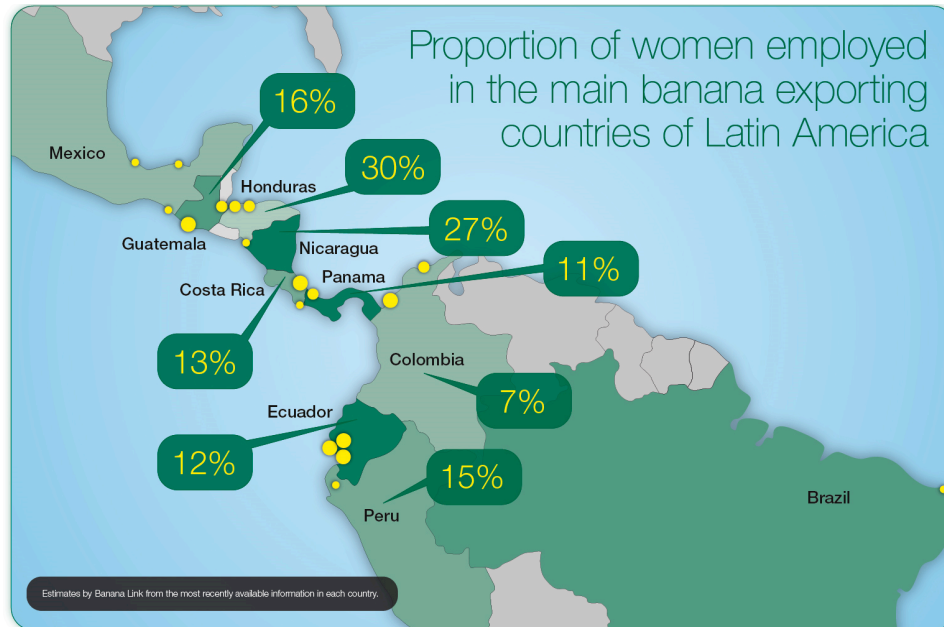 Proportion of women employed
in the main banana exporting
countries of Latin America
16%
Mexico
30%
Honduras
27%
Guatemala
Nicaragua
11%
Panama
Costa Rica
13%
Colombia
7%
Ecuador
12%
15%
Peru
Brazil
Estimates by Banana Link from the most recently available information in each country.